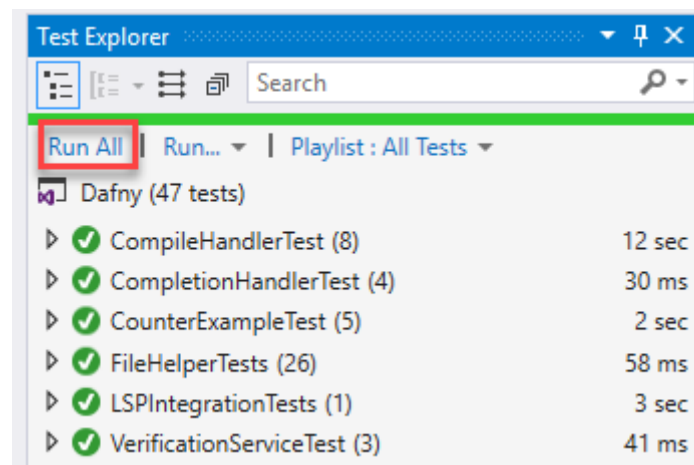 Test Explorer
Search
Run All | Run... | Playlist : All Tests
Dafny (47 tests)
CompileHandlerTest (8) 12 sec
CompletionHandlerTest (4) 30 ms
CounterExampleTest (5) 2 sec
FileHelperTests (26) 58 ms
LSPIntegrationTests (1) 3 sec
VerificationServiceTest (3) 41 ms